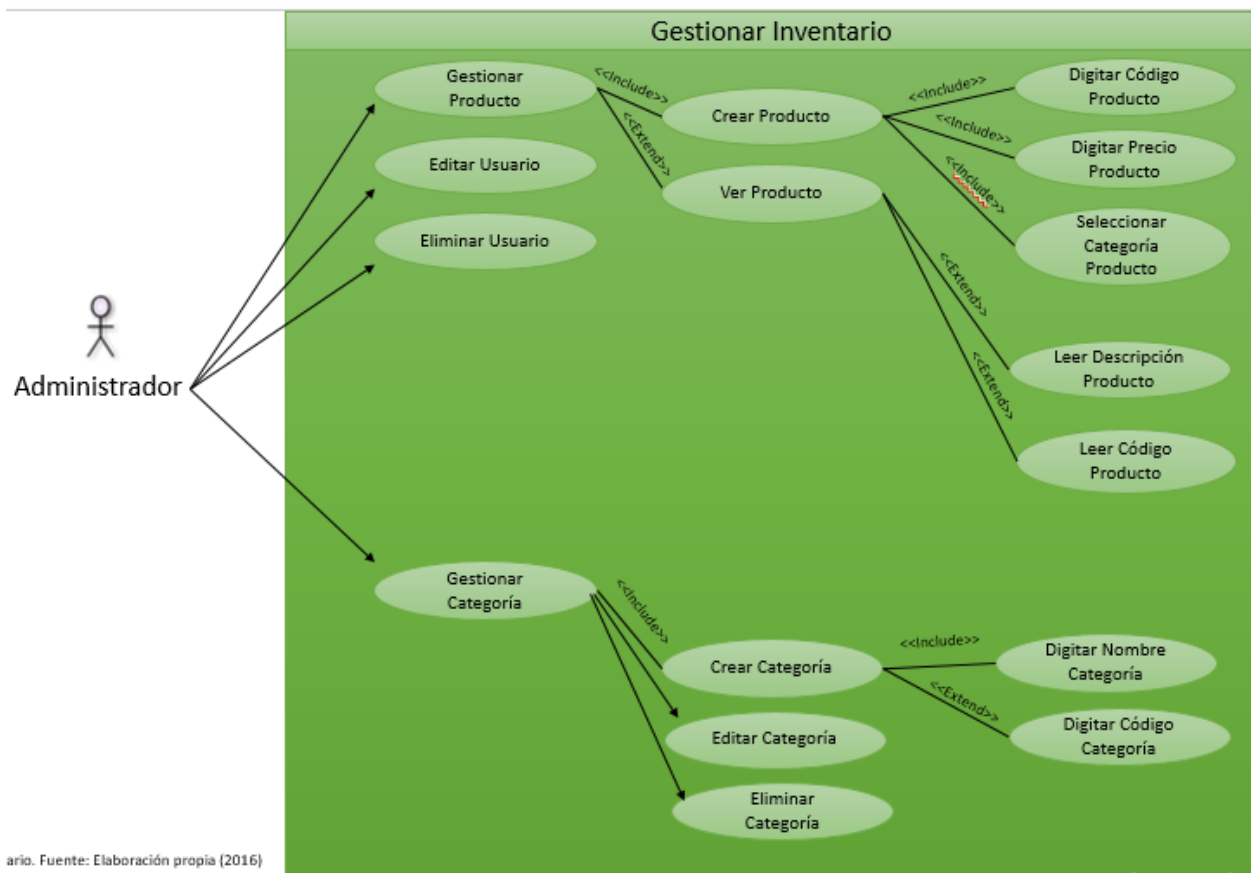 Gestionar Inventario
Gestionar
Producto
<<Include>>
Crear Producto
<<Include>>
Digitar Código
Producto
<<Include>>
Digitar Precio
Producto
<<Include>>
Seleccionar
Categoría
Producto
Editar Usuario
<<Extend>>
Ver Producto
Eliminar Usuario
<<Extend>>
Leer Descripción
Producto
<<Extend>>
Leer Código
Producto
Administrador
Gestionar
Categoría
<<Include>>
Crear Categoría
<<Include>>
Digitar Nombre
Categoría
<<Extend>>
Digitar Código
Categoría
Editar Categoría
Eliminar
Categoría
ario. Fuente: Elaboración propia (2016)